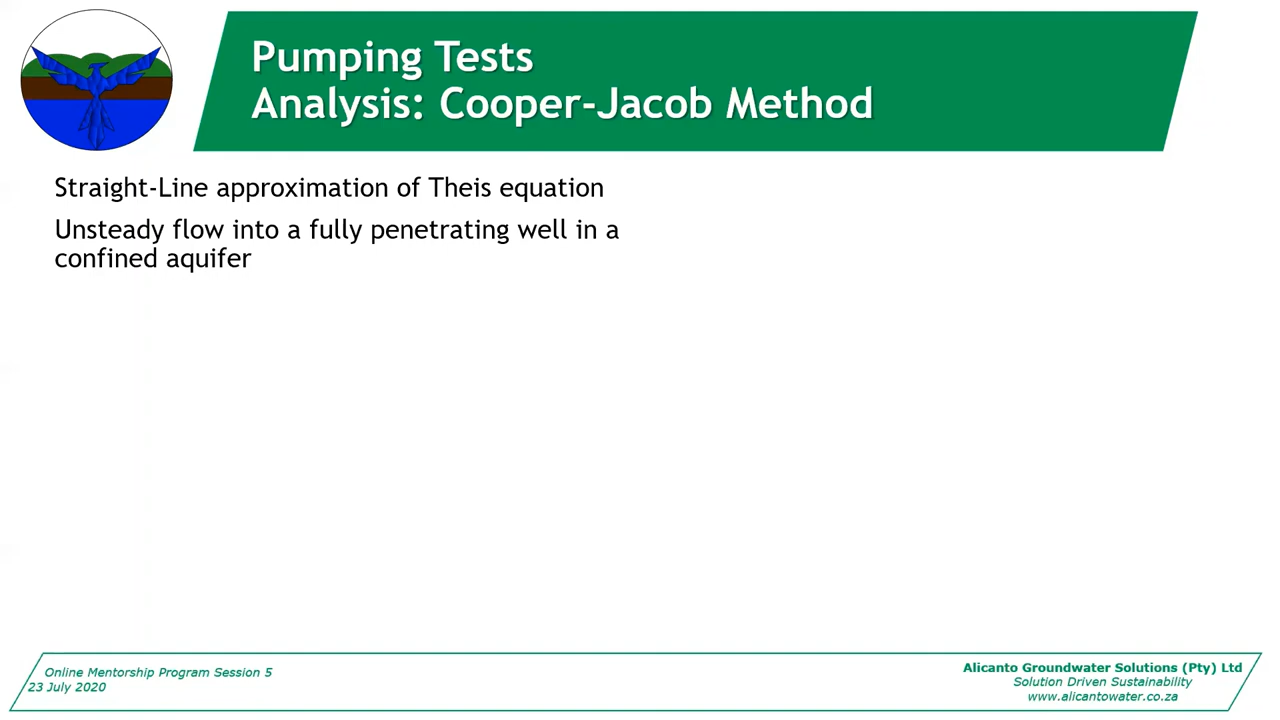 Pumping Tests
Analysis: Cooper-Jacob Method
Straight-Line approximation of Theis equation
Unsteady flow into a fully penetrating well in a
confined aquifer
Online Mentorship Program Session 5
23 July 2020
Alicanto Groundwater Solutions (Pty) Ltd
Solution Driven Sustainability
www.alicantowater.co.za